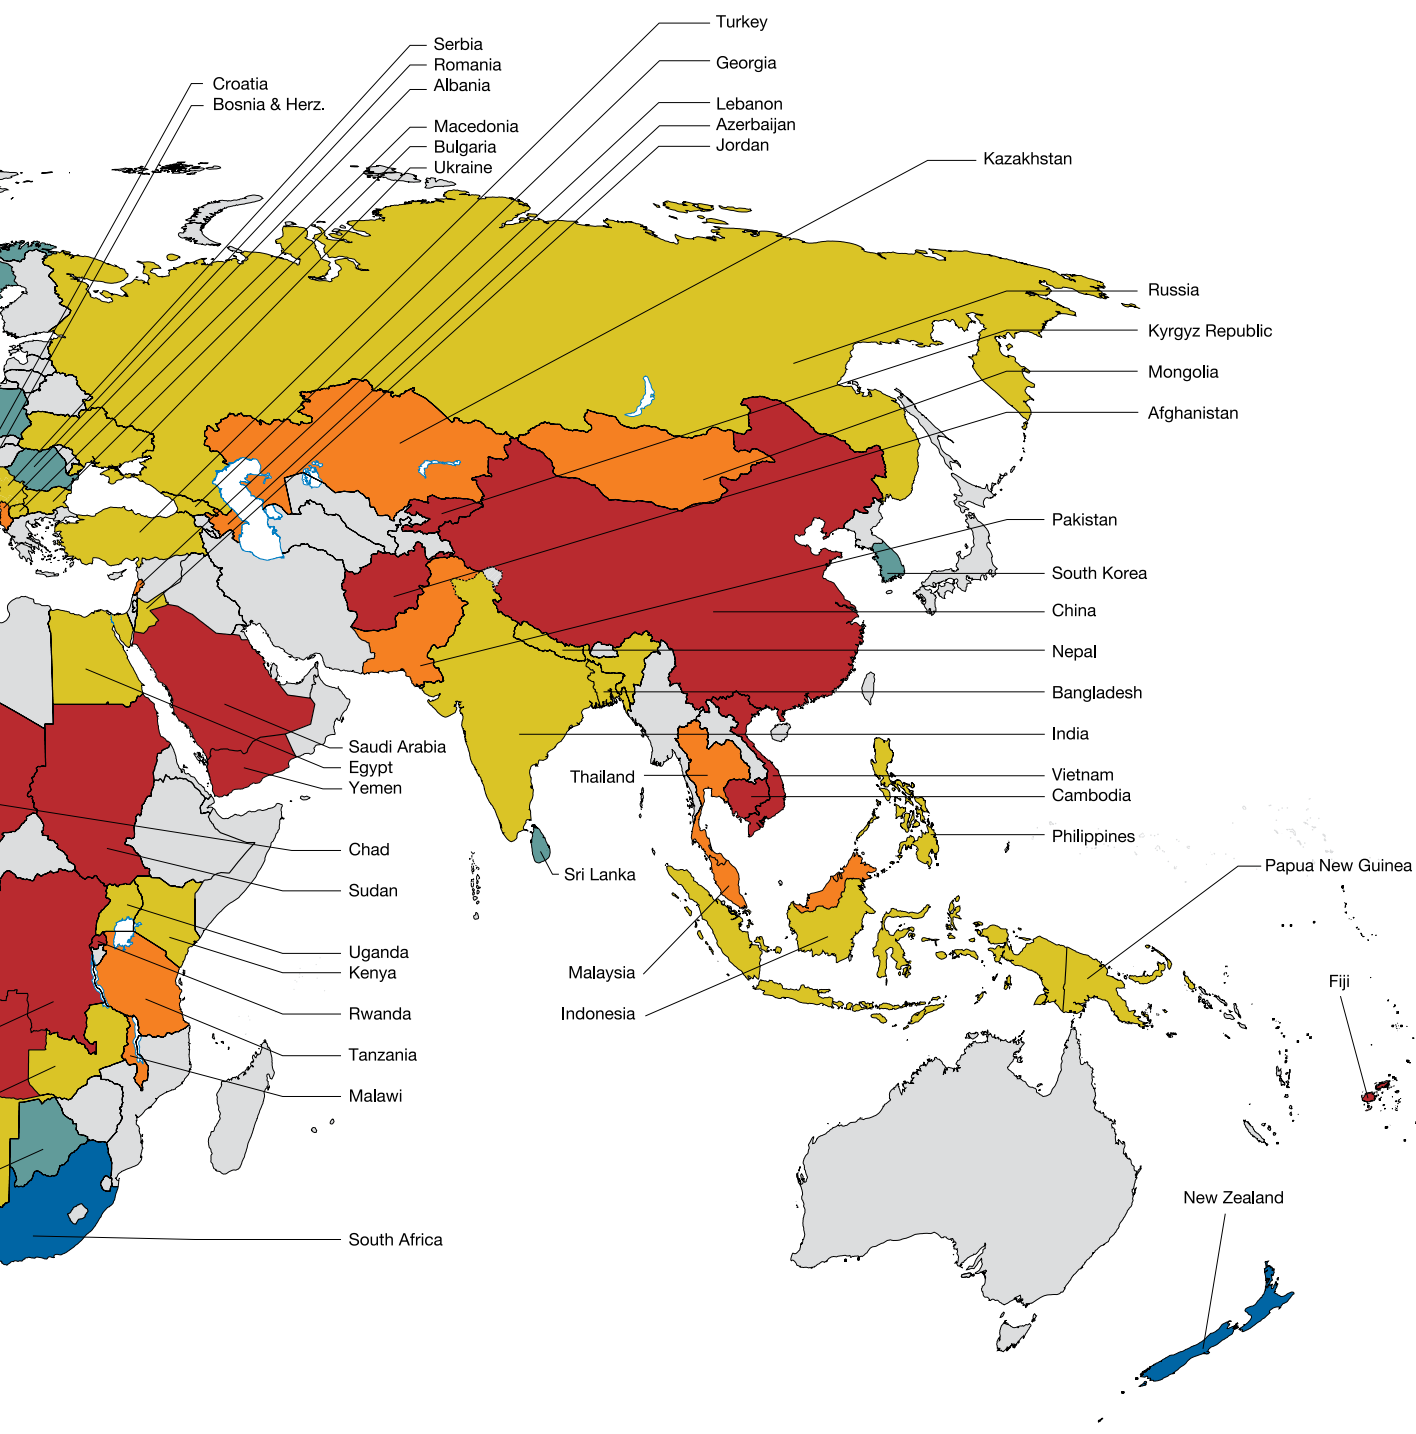 Turkey
Serbia
Romania
Albania
Georgia
Croatia
Bosnia & Herz.
Lebanon
Azerbaijan
Jordan
Macedonia
Bulgaria
Ukraine
Kazakhstan
Russia
Kyrgyz Republic
Mongolia
Afghanistan
Pakistan
South Korea
China
Nepal
Bangladesh
India
Saudi Arabia
Egypt
Yemen
Thailand
Vietnam
Cambodia
Philippines
Chad
Sudan
Sri Lanka
Papua New Guinea
Uganda
Kenya
Malaysia
Fiji
Rwanda
Indonesia
Tanzania
Malawi
New Zealand
South Africa